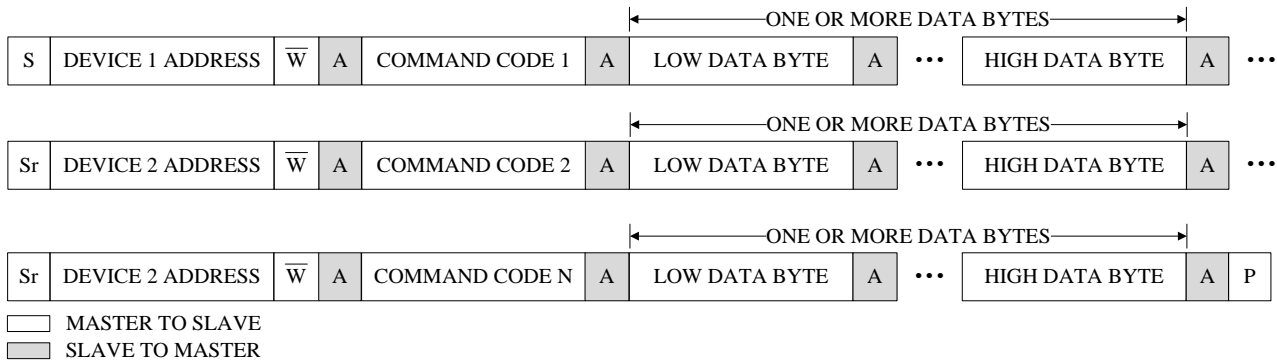 ONE OR MORE DATA BYTES
S DEVICE 1 ADDRESS W̅ A COMMAND CODE 1 A LOW DATA BYTE A ••• HIGH DATA BYTE A •••
ONE OR MORE DATA BYTES
Sr DEVICE 2 ADDRESS W̅ A COMMAND CODE 2 A LOW DATA BYTE A ••• HIGH DATA BYTE A •••
ONE OR MORE DATA BYTES
Sr DEVICE 2 ADDRESS W̅ A COMMAND CODE N A LOW DATA BYTE A ••• HIGH DATA BYTE A P
MASTER TO SLAVE
SLAVE TO MASTER